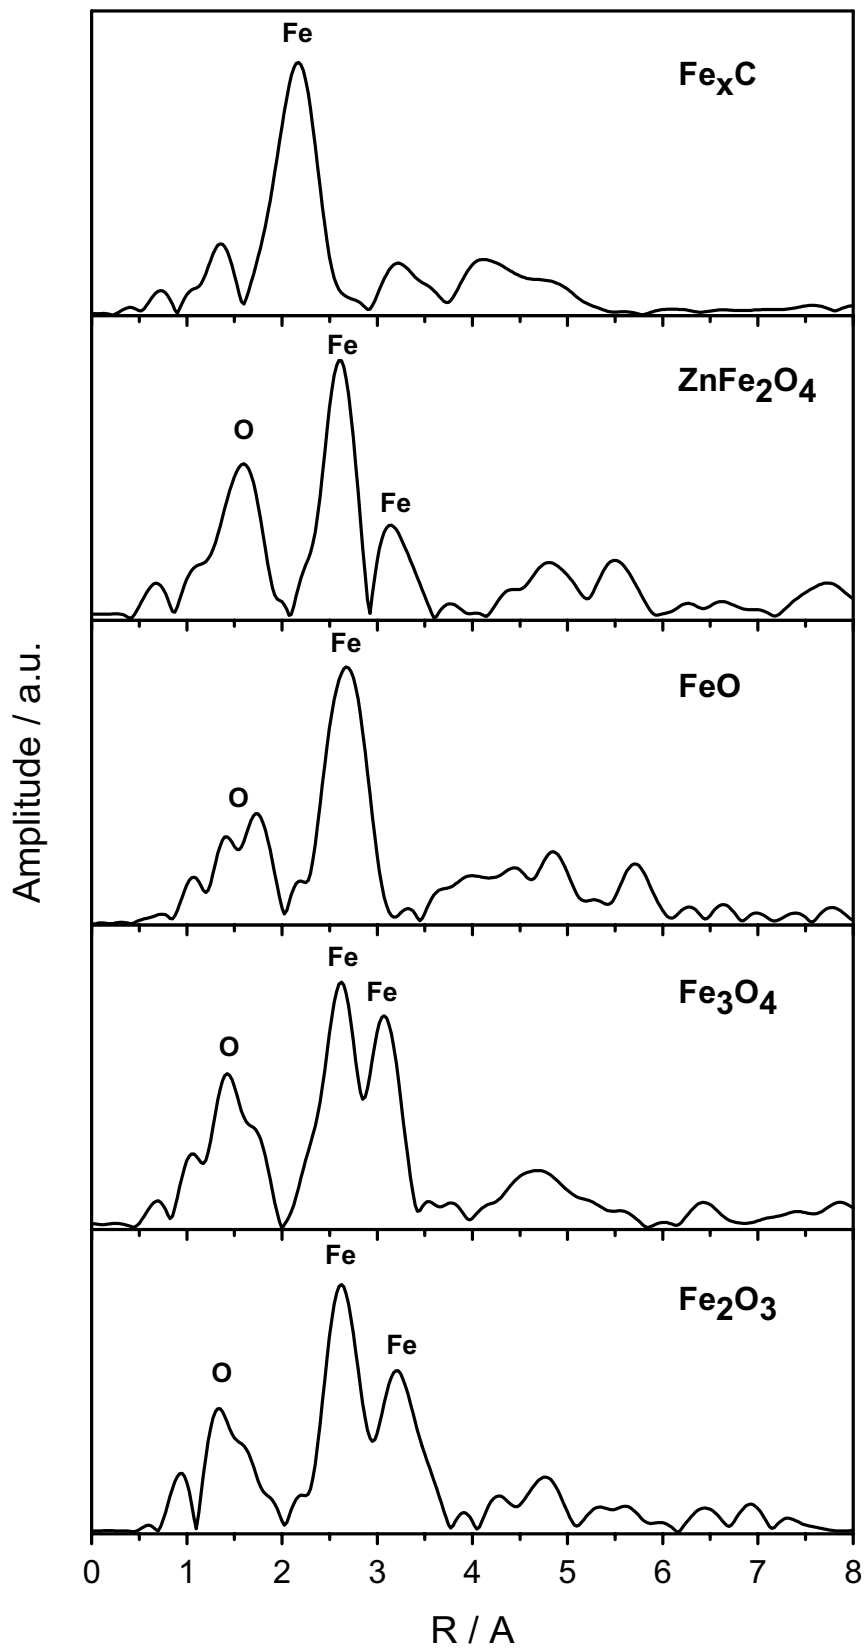 Fe
FeₓC
Fe
ZnFe₂O₄
O
Fe
Fe
FeO
O
Fe
Fe
Fe₃O₄
O
Fe
Fe₂O₃
Fe
O
Amplitude / a.u.
0 1 2 3 4 5 6 7 8
R / A